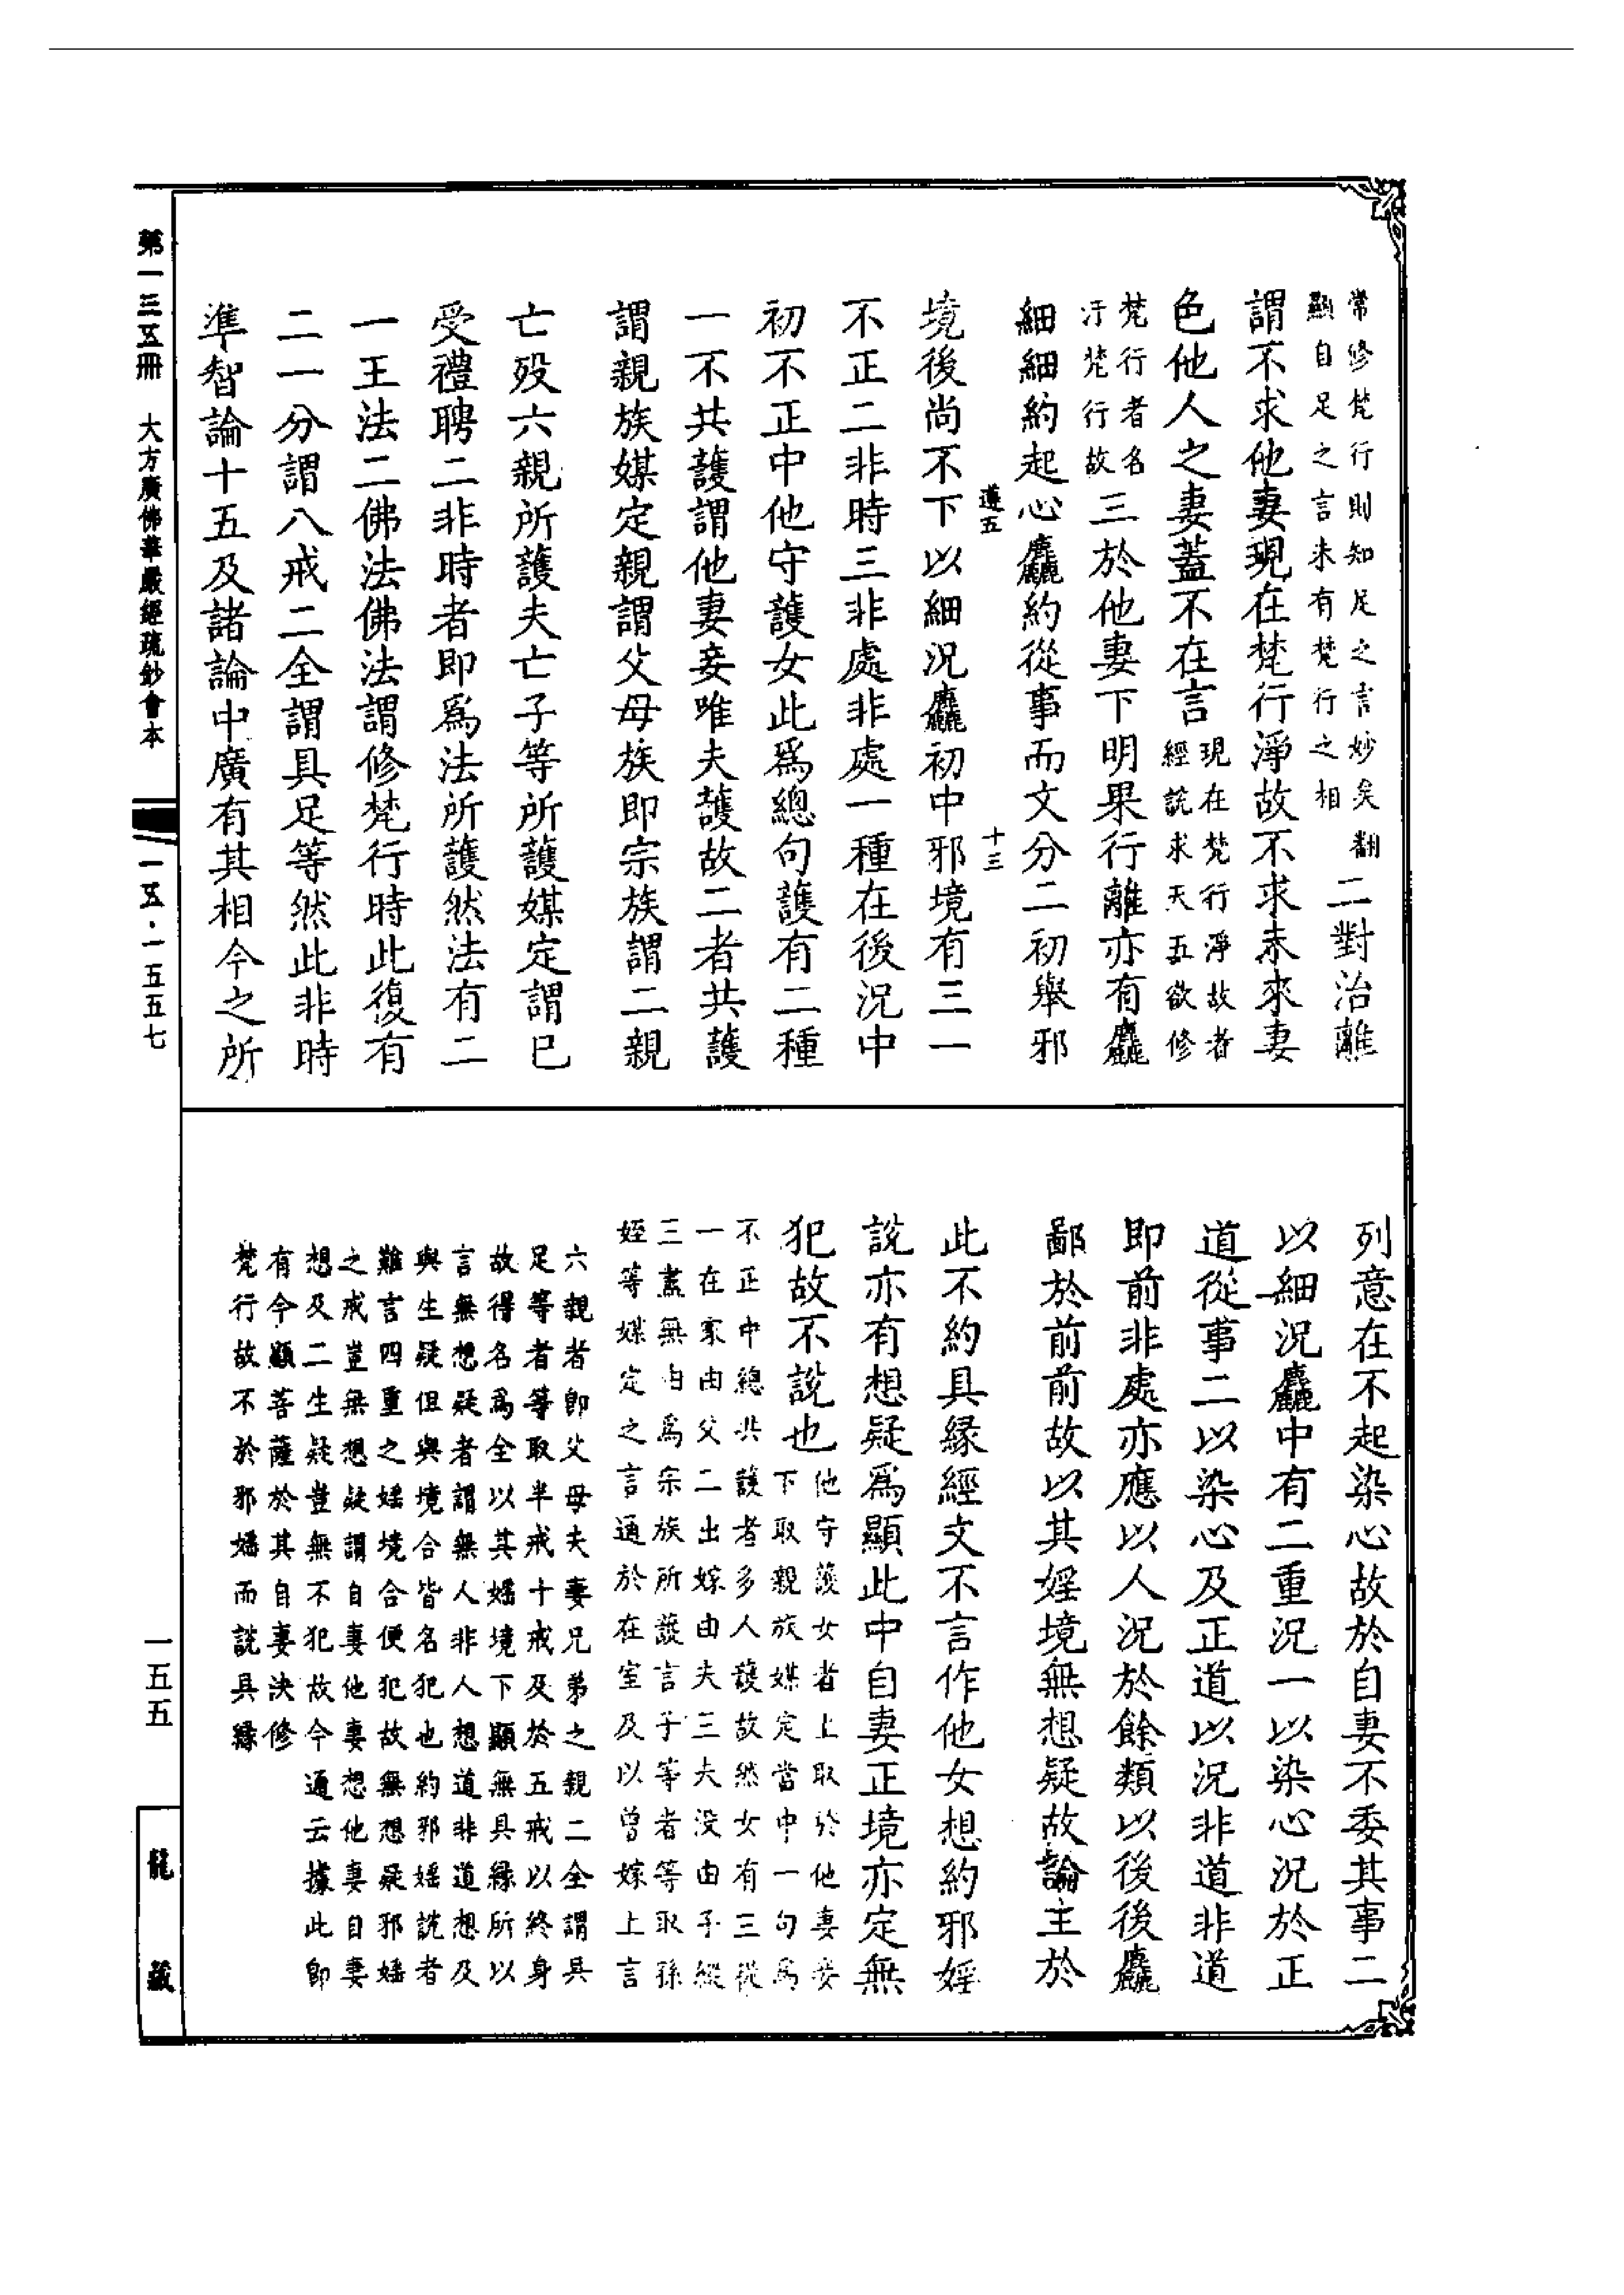 常修梵行則知足之言妙矣翻
顯自足之言未有梵行之相
二對治離
謂不求他妻現在梵行淨故不求未來妻
色他人之妻蓋不在言
現在梵行淨故者
經說求天五欲修
梵行者名
汙梵行故
三於他妻下明果行離亦有麤
細細約起心麤約從事而文分二初舉邪
遵五
十三
境後尚不下以細況麤初中邪境有三一
不正二非時三非處非處一種在後況中
初不正中他守護女此為總句護有二種
一不共護謂他妻妾唯夫護故二者共護
謂親族媒定親謂父母族即宗族謂二親
亡歿六親所護夫亡子等所護媒定謂已
受禮聘二非時者即為法所護然法有二
一王法二佛法佛法謂修梵行時此復有
二一分謂八戒二全謂具足等然此非時
準智論十五及諸論中廣有其相今之所
列意在不起染心故於自妻不委其事二
以細況麤中有二重況一以染心況於正
道從事二以染心及正道以況非道非道
即前非處亦應以人況於餘類以後後麤
鄙於前前故以其婬境無想疑故論主於
此不約具緣經文不言作他女想約邪婬
說亦有想疑為顯此中自妻正境亦定無
犯故不說也
他守護女者上取於他妻妾
下取親族媒定當中一句為
不正中總共護者多人護故然女有三從
一在家由父二出嫁由夫三夫沒由子縱
三盡無由為宗族所護言子等者等取孫
姪等媒定之言通於在室及以曾嫁上言
六親者即父母夫妻兄弟之親二全謂具
足等者等取半戒十戒及於五戒以終身
故得名為全以其婬境下顯無具緣所以
言無想疑者謂無人非人想道非道想及
與生疑但與境合皆名犯也約邪婬說者
難言四重之婬境合便犯故無想疑邪婬
之戒豈無想疑謂自妻他妻想他妻自妻
想及二生疑豈無不犯故今通云據此即
有今顯菩薩於其自妻決修
梵行故不於邪婬而說具緣
第一三五冊
大方廣佛華嚴經疏鈔會本
一五·一五五七
一五五
龍藏